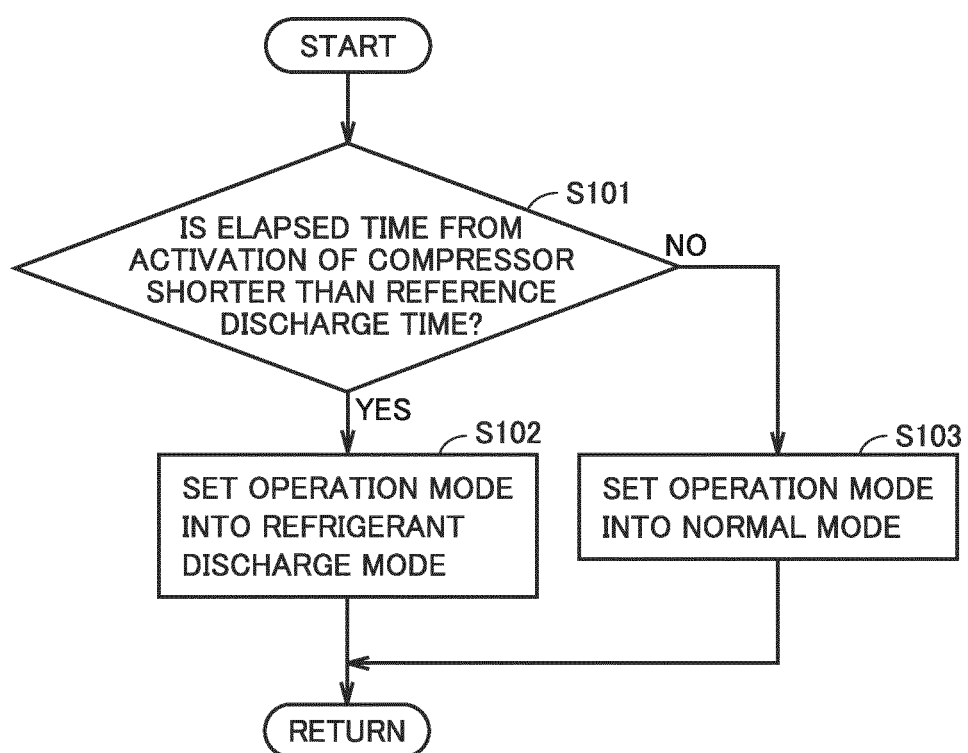 START
S101
IS ELAPSED TIME FROM
ACTIVATION OF COMPRESSOR
SHORTER THAN REFERENCE
DISCHARGE TIME?
NO
YES
S102
SET OPERATION MODE
INTO REFRIGERANT
DISCHARGE MODE
S103
SET OPERATION MODE
INTO NORMAL MODE
RETURN